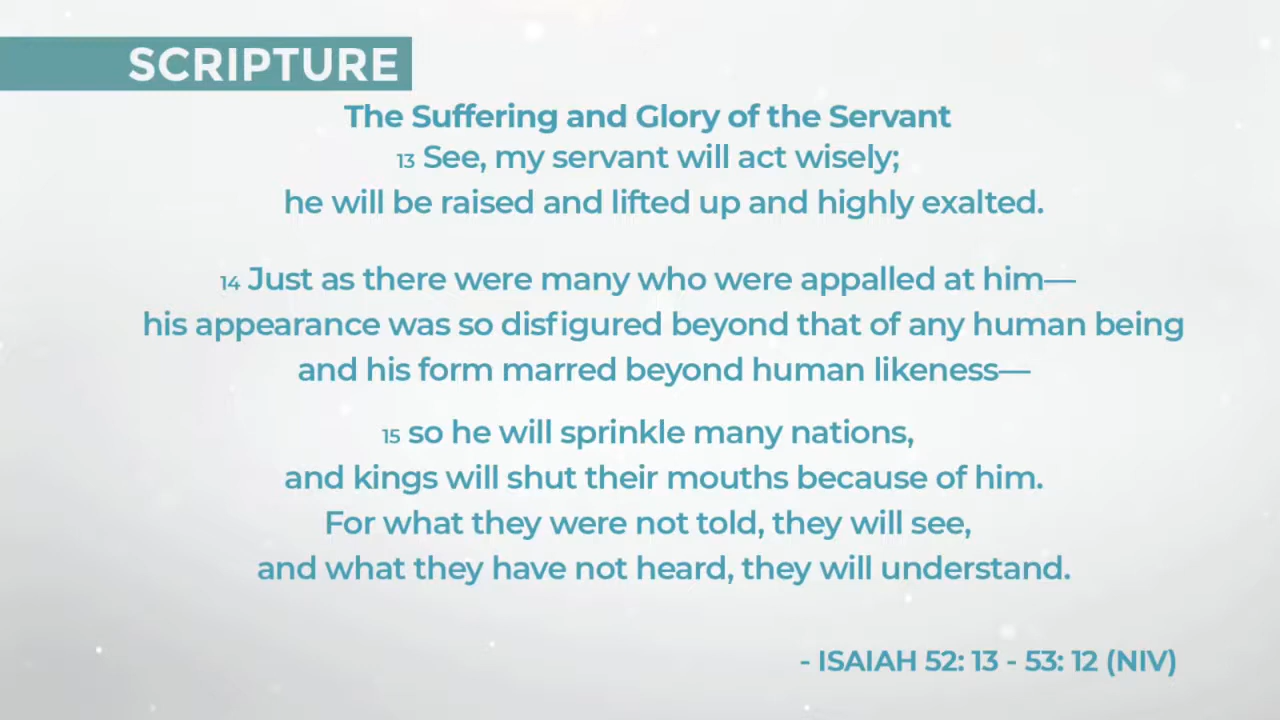 SCRIPTURE
The Suffering and Glory of the Servant
13 See, my servant will act wisely;
he will be raised and lifted up and highly exalted.
14 Just as there were many who were appalled at him—
his appearance was so disfigured beyond that of any human being
and his form marred beyond human likeness—
15 so he will sprinkle many nations,
and kings will shut their mouths because of him.
For what they were not told, they will see,
and what they have not heard, they will understand.
- ISAIAH 52: 13 - 53: 12 (NIV)